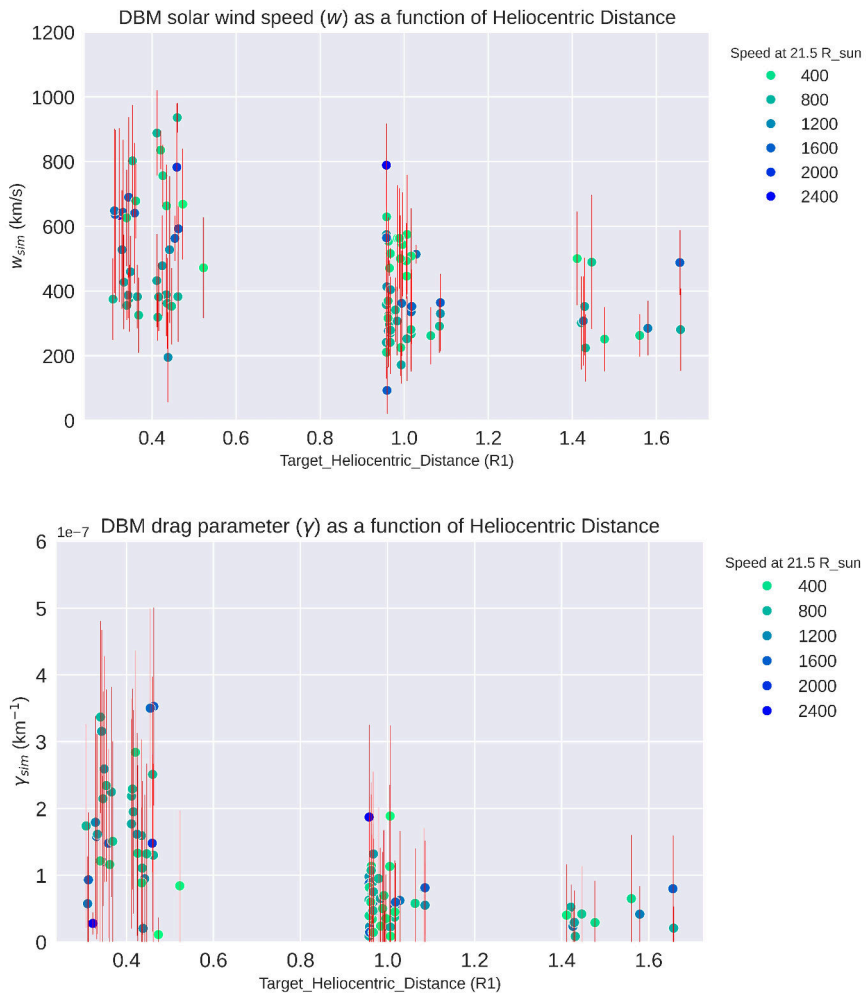 DBM solar wind speed (w) as a function of Heliocentric Distance
1200
1000
800
600
400
200
0
w_sim (km/s)
0.4 0.6 0.8 1.0 1.2 1.4 1.6
Target_Heliocentric_Distance (R1)
Speed at 21.5 R_sun
400
800
1200
1600
2000
2400
1e−7
DBM drag parameter (γ) as a function of Heliocentric Distance
6
5
4
3
2
1
0
γ_sim (km⁻¹)
0.4 0.6 0.8 1.0 1.2 1.4 1.6
Target_Heliocentric_Distance (R1)
Speed at 21.5 R_sun
400
800
1200
1600
2000
2400